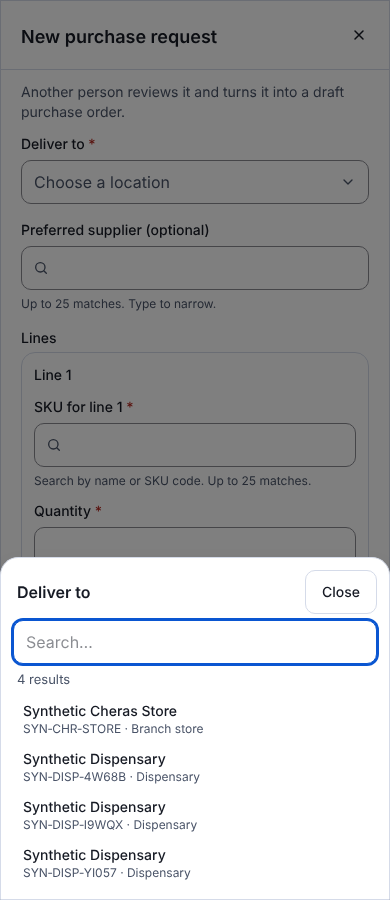 New purchase request
Another person reviews it and turns it into a draft
purchase order.
Deliver to *
Choose a location
Preferred supplier (optional)
Up to 25 matches. Type to narrow.
Lines
Line 1
SKU for line 1 *
Search by name or SKU code. Up to 25 matches.
Quantity *
Deliver to
Close
Search...
4 results
Synthetic Cheras Store
SYN-CHR-STORE · Branch store
Synthetic Dispensary
SYN-DISP-4W68B · Dispensary
Synthetic Dispensary
SYN-DISP-I9WQX · Dispensary
Synthetic Dispensary
SYN-DISP-YI057 · Dispensary